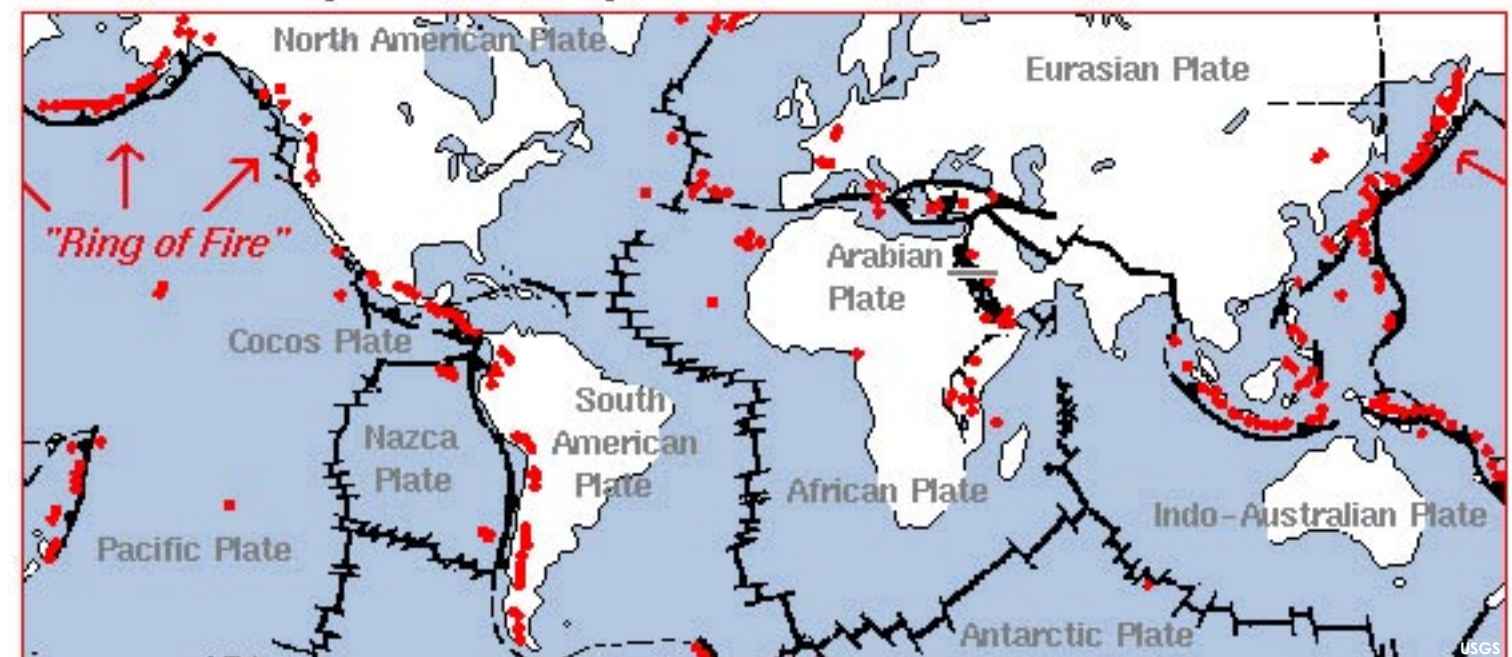 North American Plate
Eurasian Plate
"Ring of Fire"
Arabian
Plate
Cocos Plate
South
American
Plate
Nazca
Plate
African Plate
Indo-Australian Plate
Pacific Plate
Antarctic Plate
USGS